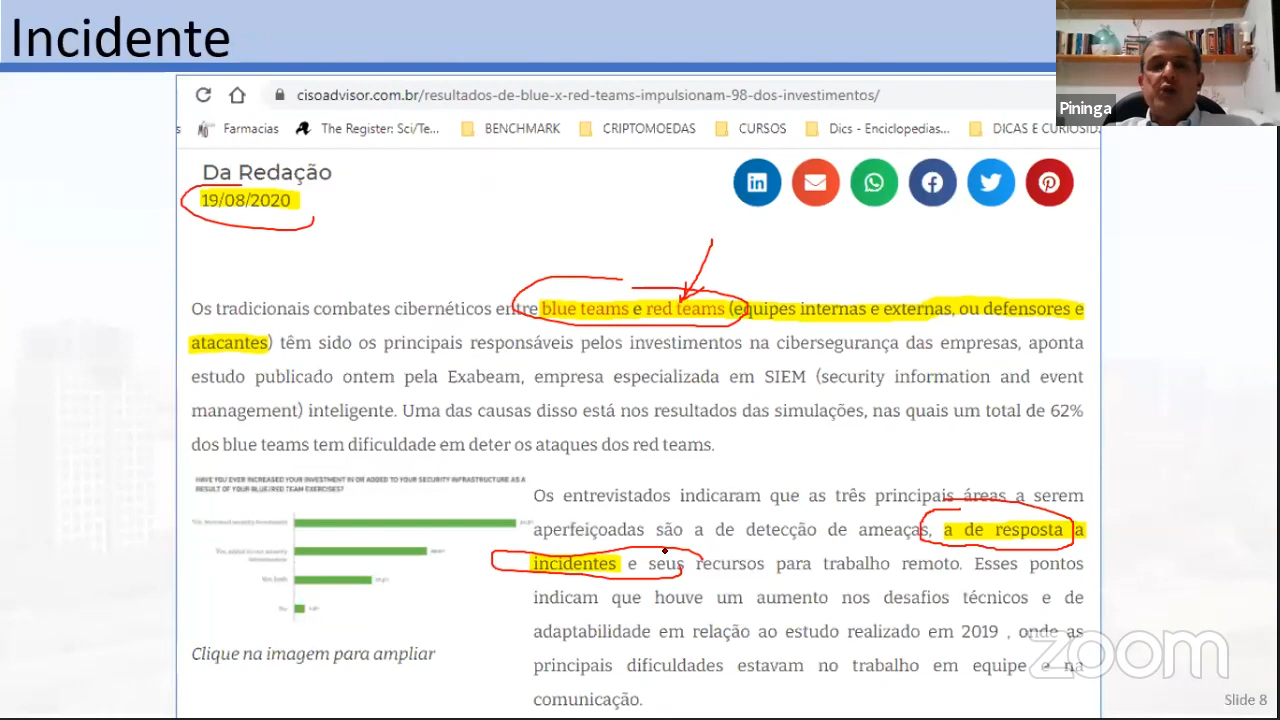 Incidente
Pininga
cisoadvisor.com.br/resultados-de-blue-x-red-teams-impulsionam-98-dos-investimentos/
s Farmacias The Register: Sci/Te... BENCHMARK CRIPTOMOEDAS CURSOS Dics - Enciclopedias... DICAS E CURIOSID
Da Redação
19/08/2020
Os tradicionais combates cibernéticos entre blue teams e red teams (equipes internas e externas, ou defensores e
atacantes) têm sido os principais responsáveis pelos investimentos na cibersegurança das empresas, aponta
estudo publicado ontem pela Exabeam, empresa especializada em SIEM (security information and event
management) inteligente. Uma das causas disso está nos resultados das simulações, nas quais um total de 62%
dos blue teams tem dificuldade em deter os ataques dos red teams.
HAVE YOU EVER INCREASED YOUR INVESTMENT IN OR ADDED TO YOUR SECURITY INFRASTRUCTURE AS A
RESULT OF YOUR BLUE/RED TEAM EXERCISES?
Clique na imagem para ampliar
Os entrevistados indicaram que as três principais áreas a serem
aperfeiçoadas são a de detecção de ameaças, a de resposta a
incidentes e seus recursos para trabalho remoto. Esses pontos
indicam que houve um aumento nos desafios técnicos e de
adaptabilidade em relação ao estudo realizado em 2019 , onde as
principais dificuldades estavam no trabalho em equipe e na
comunicação.
zoom
Slide 8